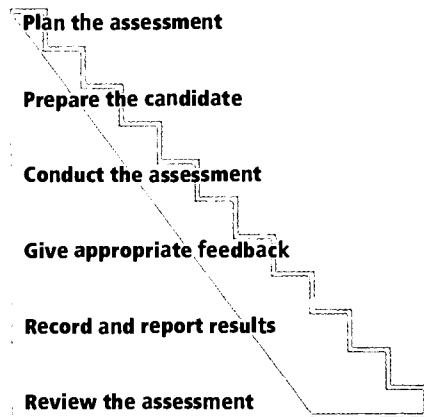 Plan the assessment
Prepare the candidate
Conduct the assessment
Give appropriate feedback
Record and report results
Review the assessment